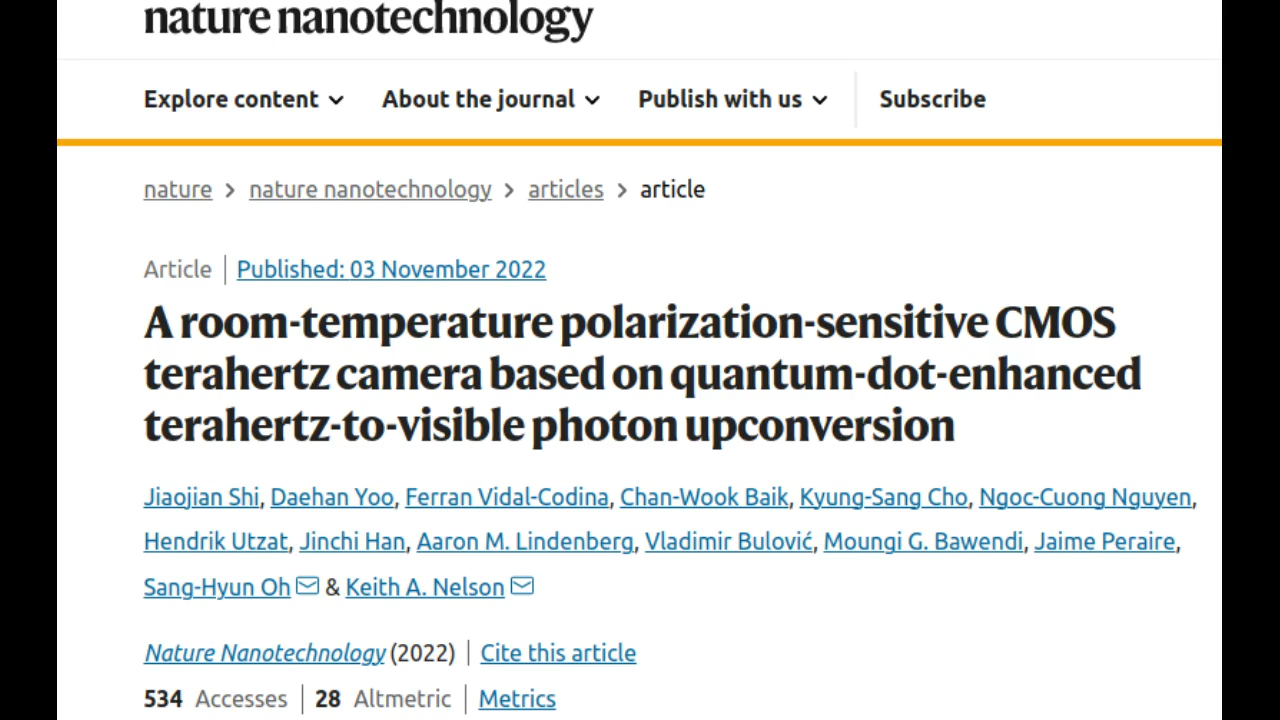 nature nanotechnology
Explore content About the journal Publish with us Subscribe
nature > nature nanotechnology > articles > article
Article | Published: 03 November 2022
A room-temperature polarization-sensitive CMOS
terahertz camera based on quantum-dot-enhanced
terahertz-to-visible photon upconversion
Jiaojian Shi, Daehan Yoo, Ferran Vidal-Codina, Chan-Wook Baik, Kyung-Sang Cho, Ngoc-Cuong Nguyen,
Hendrik Utzat, Jinchi Han, Aaron M. Lindenberg, Vladimir Bulović, Moungi G. Bawendi, Jaime Peraire,
Sang-Hyun Oh & Keith A. Nelson
Nature Nanotechnology (2022) | Cite this article
534 Accesses | 28 Altmetric | Metrics